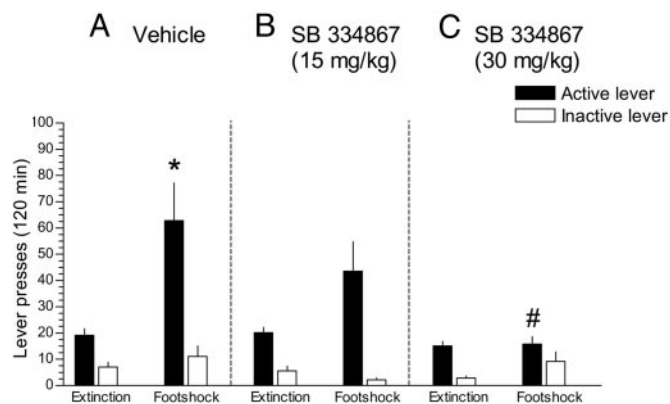 A Vehicle
B SB 334867
(15 mg/kg)
C SB 334867
(30 mg/kg)
Active lever
Inactive lever
Lever presses (120 min)
100
90
80
70
60
50
40
30
20
10
0
*
#
Extinction Footshock Extinction Footshock Extinction Footshock